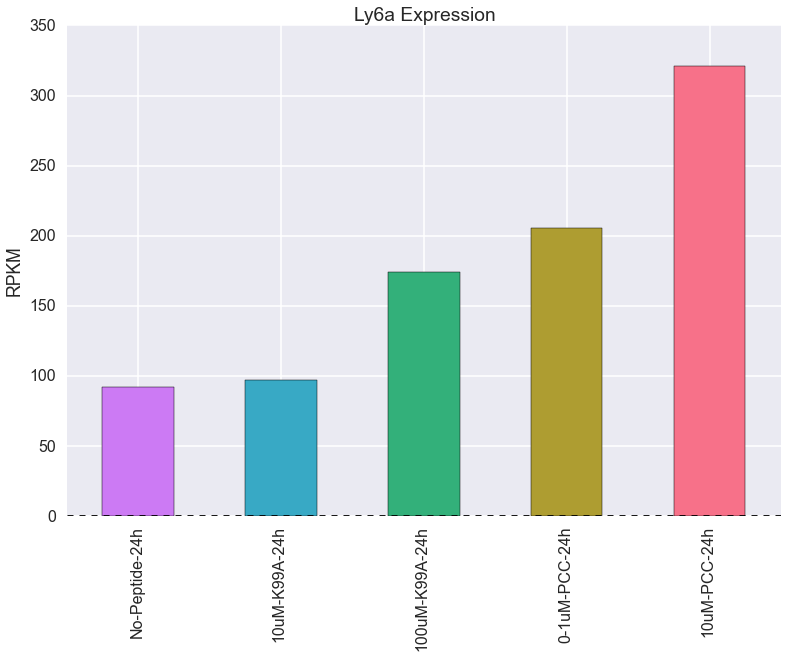 Ly6a Expression
RPKM
350
300
250
200
150
100
50
0
No-Peptide-24h
10uM-K99A-24h
100uM-K99A-24h
0-1uM-PCC-24h
10uM-PCC-24h